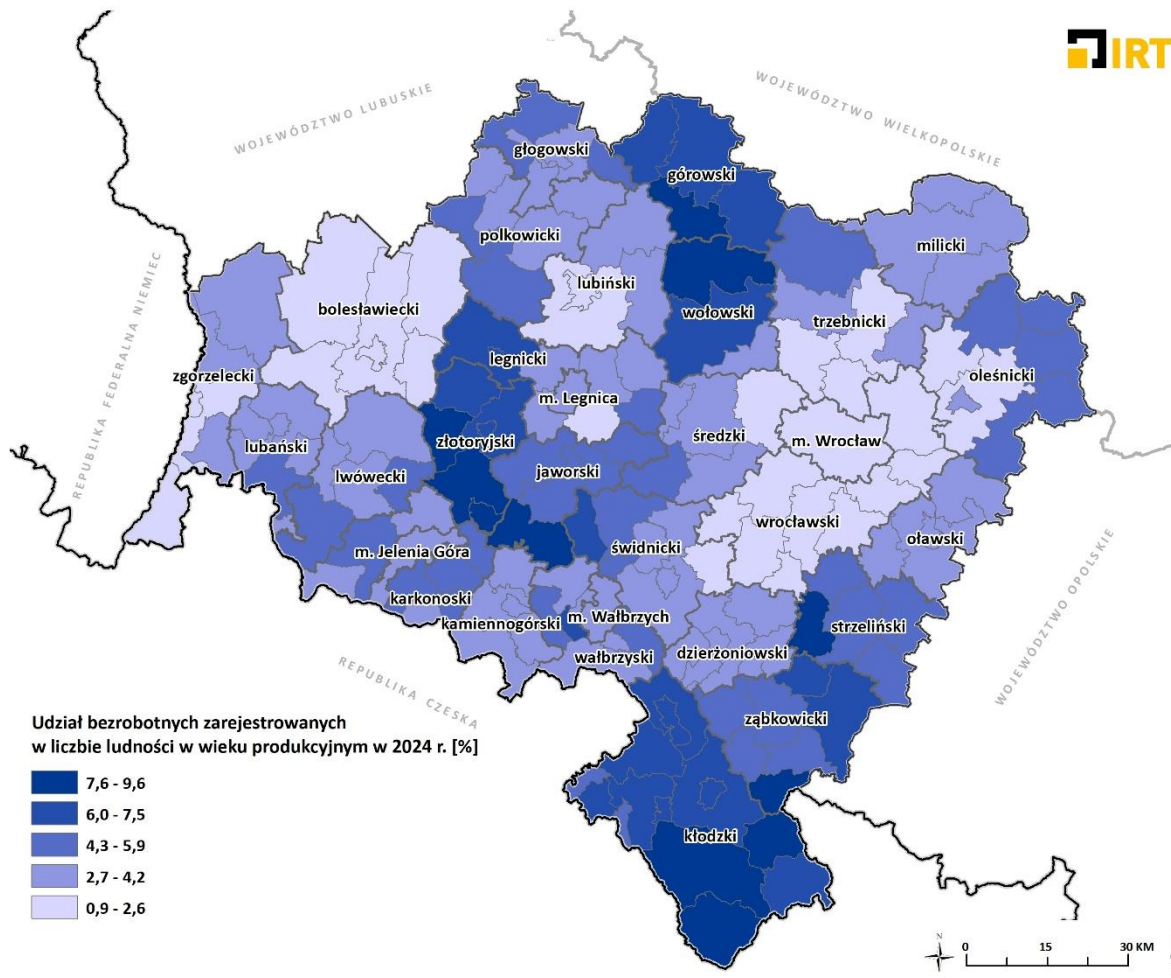 IRT
WOJEWÓDZTWO LUBUSKIE
WOJEWÓDZTWO WIELKOPOLSKIE
głogowski
górowski
polkowicki
milicki
REPUBLIKA FEDERALNA NIEMIEC
lubiński
bolesławiecki
wołowski
trzebnicki
legnicki
zgorzelecki
oleśnicki
m. Legnica
lubański
złotoryjski
średzki
m. Wrocław
lwówecki
jaworski
wrocławski
oławski
m. Jelenia Góra
świdnicki
WOJEWÓDZTWO OPOLSKIE
karkonoski
kamiennogórski
m. Wałbrzych
strzeliński
wałbrzyski
dzierżoniowski
REPUBLIKA CZESKA
ząbkowicki
Udział bezrobotnych zarejestrowanych
w liczbie ludności w wieku produkcyjnym w 2024 r. [%]
7,6 - 9,6
6,0 - 7,5
4,3 - 5,9
2,7 - 4,2
0,9 - 2,6
kłodzki
N
0 15 30 KM